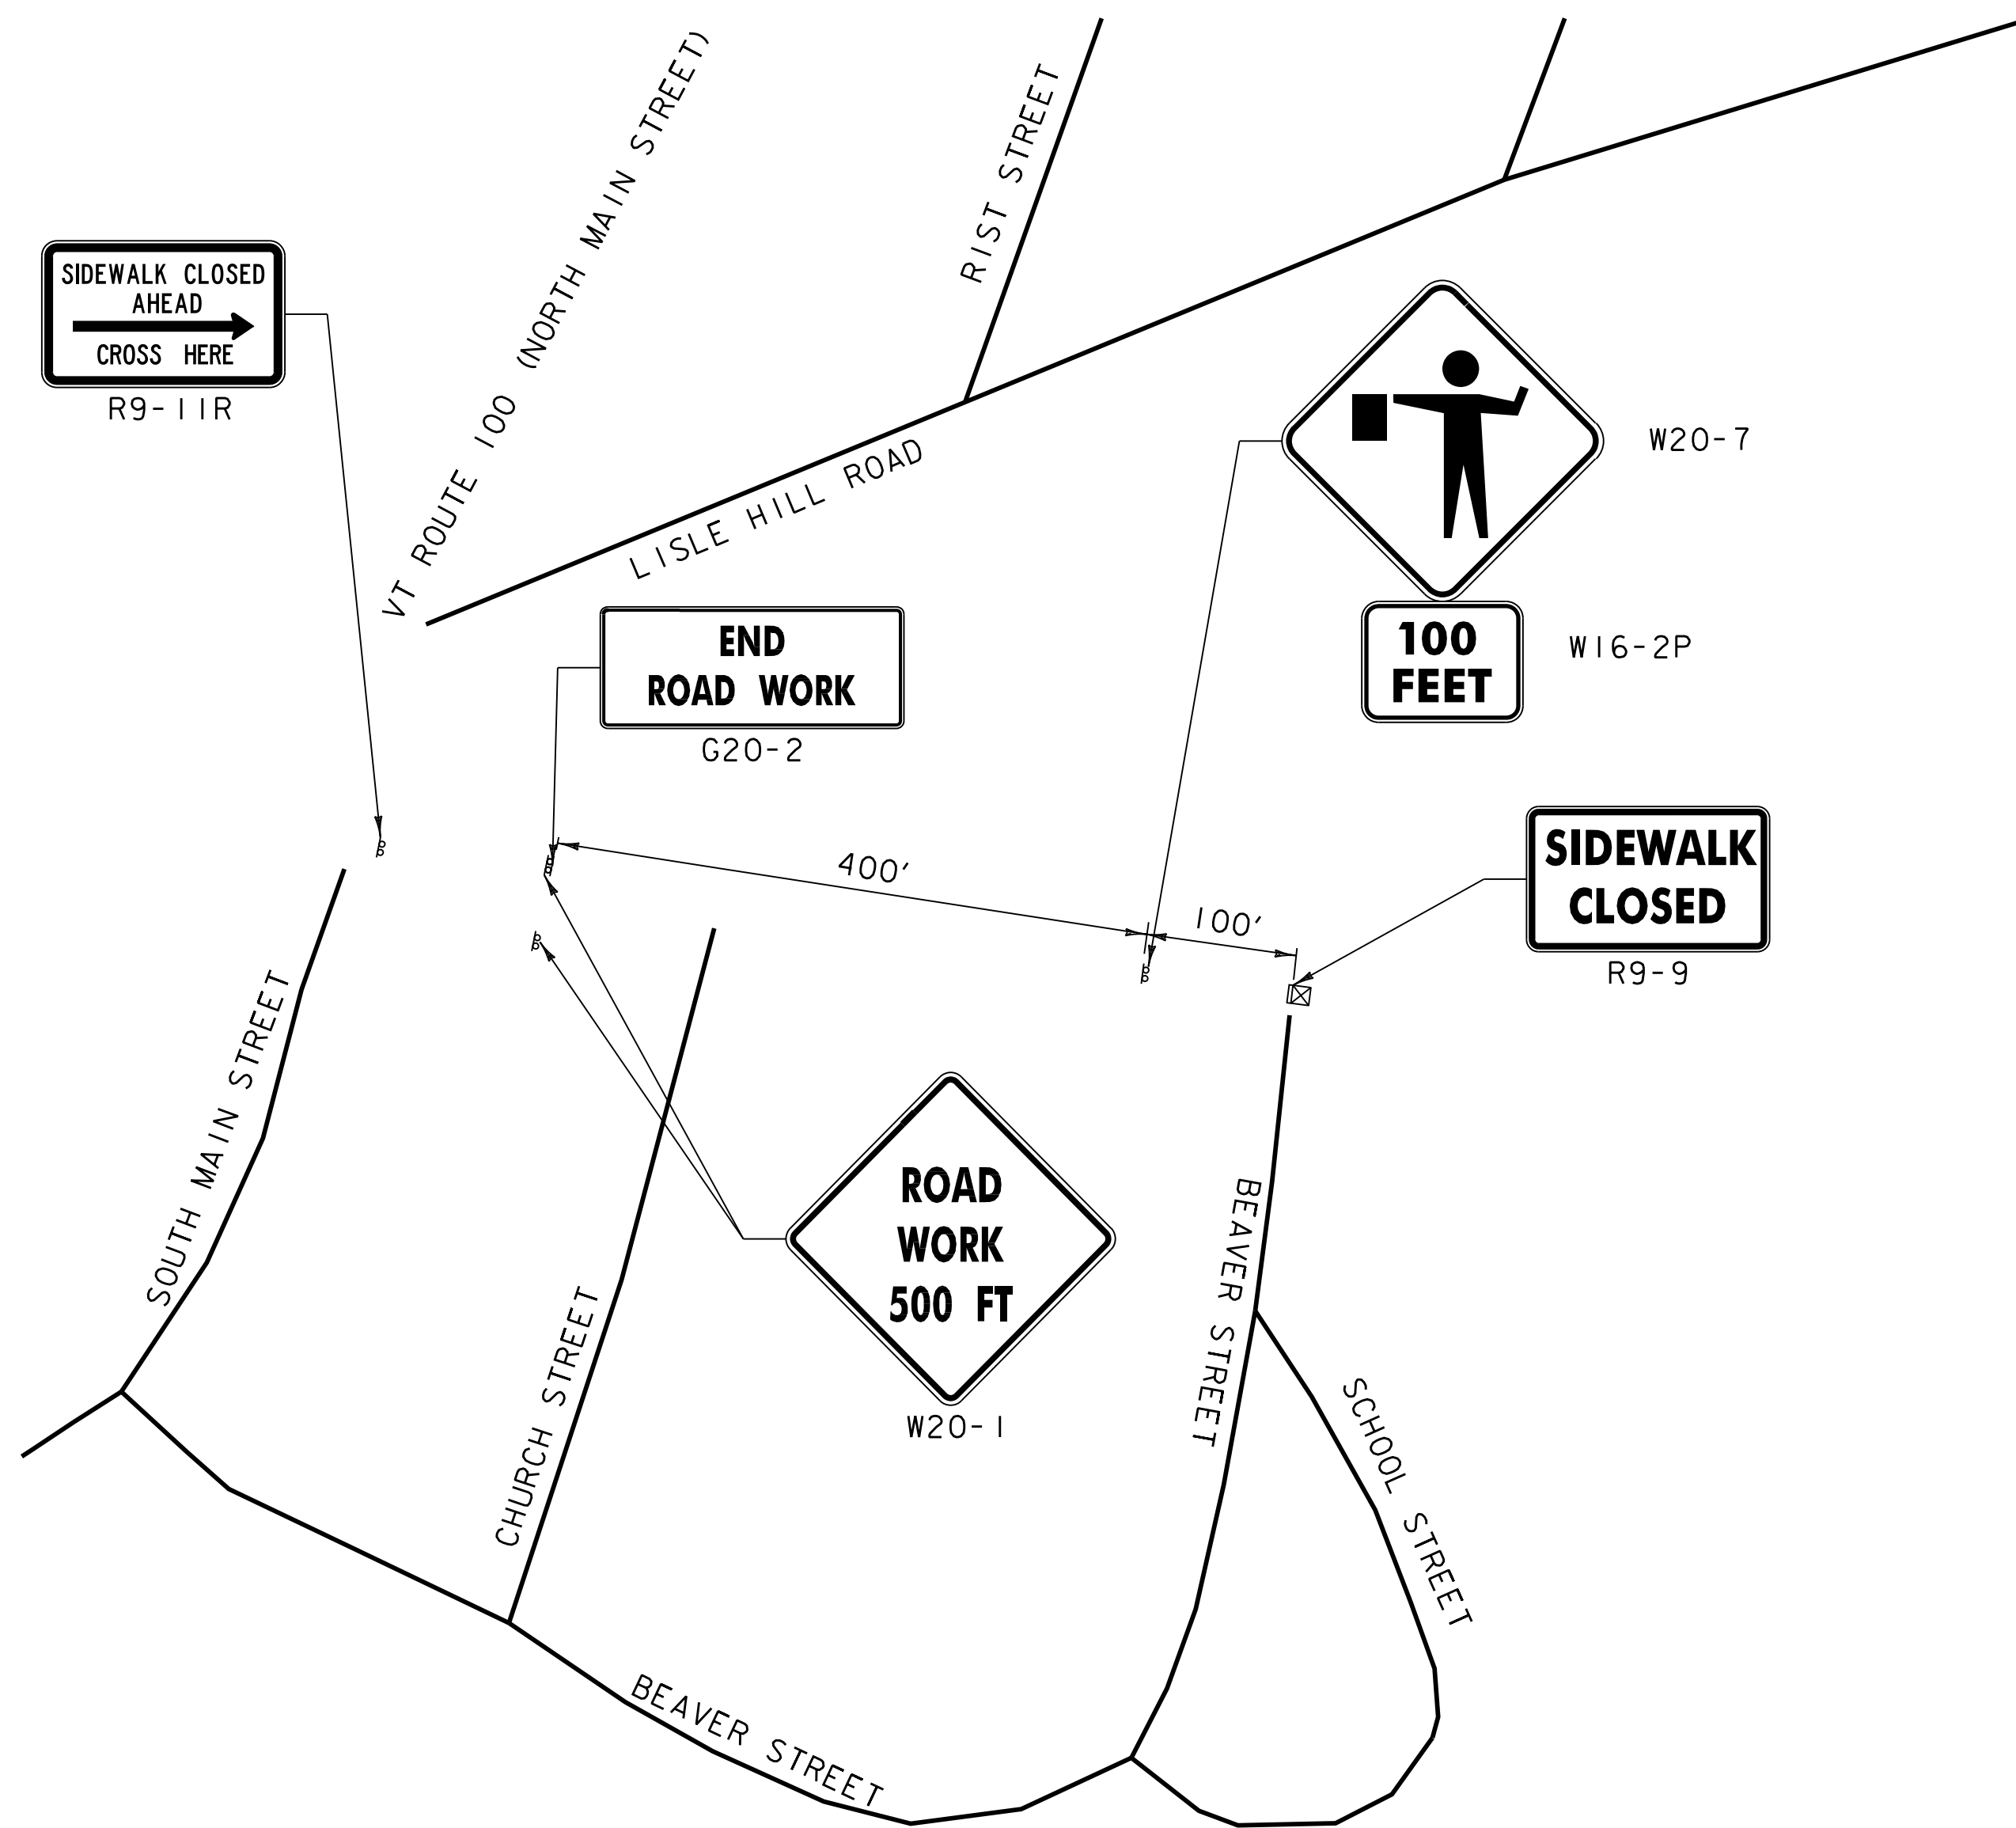 VT ROUTE 100 (NORTH MAIN STREET)
RIST STREET
SIDEWALK CLOSED
AHEAD
CROSS HERE
R9-11R
LISLE HILL ROAD
W20-7
100
FEET
W16-2P
END
ROAD WORK
G20-2
400'
100'
SIDEWALK
CLOSED
R9-9
SOUTH MAIN STREET
CHURCH STREET
ROAD
WORK
500 FT
W20-1
BEAVER STREET
SCHOOL STREET
BEAVER STREET